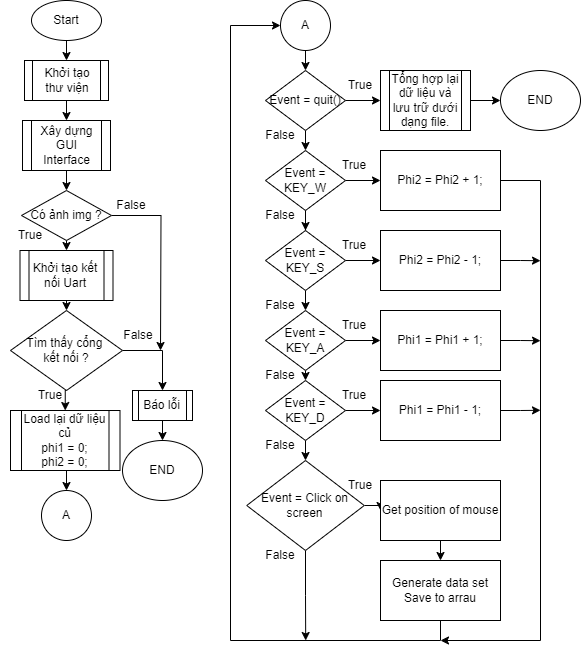 Start
Khởi tạo
thư viện
Xây dựng
GUI
Interface
Có ảnh img ?
False
True
Khởi tạo kết
nối Uart
Tìm thấy cổng
kết nối ?
False
True
Báo lỗi
END
Load lại dữ liệu
củ
phi1 = 0;
phi2 = 0;
A
A
Event = quit()
True
Tổng hợp lại
dữ liệu và
lưu trữ dưới
dạng file.
END
False
Event =
KEY_W
True
Phi2 = Phi2 + 1;
False
Event =
KEY_S
True
Phi2 = Phi2 - 1;
False
Event =
KEY_A
True
Phi1 = Phi1 + 1;
False
Event =
KEY_D
True
Phi1 = Phi1 - 1;
False
Event = Click on
screen
True
Get position of mouse
False
Generate data set
Save to arrau